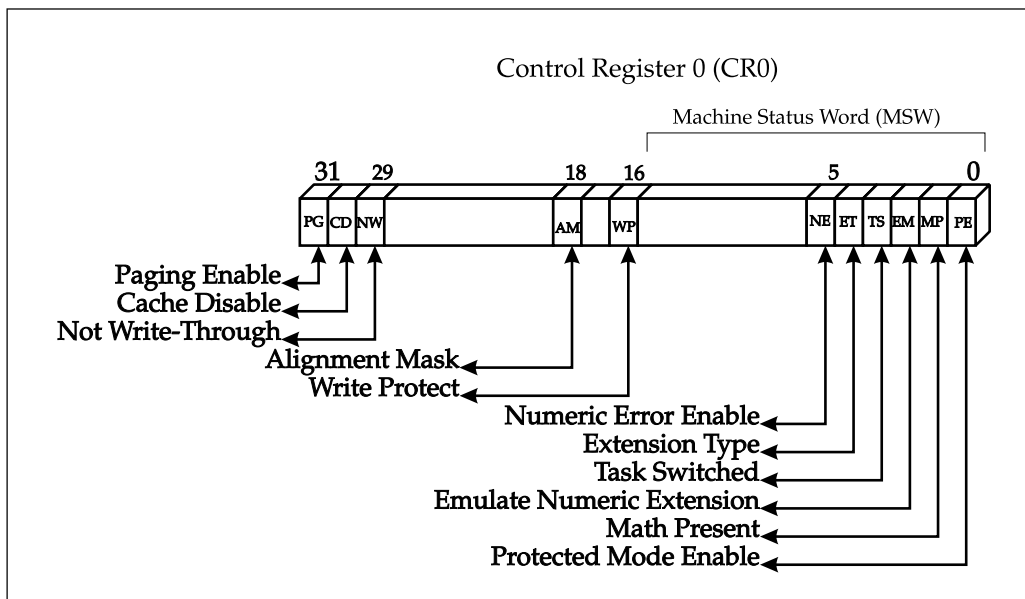 Control Register 0 (CR0)
Machine Status Word (MSW)
31 29 18 16 5 0
PG CD NW AM WP NE ET TS EM MP PE
Paging Enable
Cache Disable
Not Write-Through
Alignment Mask
Write Protect
Numeric Error Enable
Extension Type
Task Switched
Emulate Numeric Extension
Math Present
Protected Mode Enable